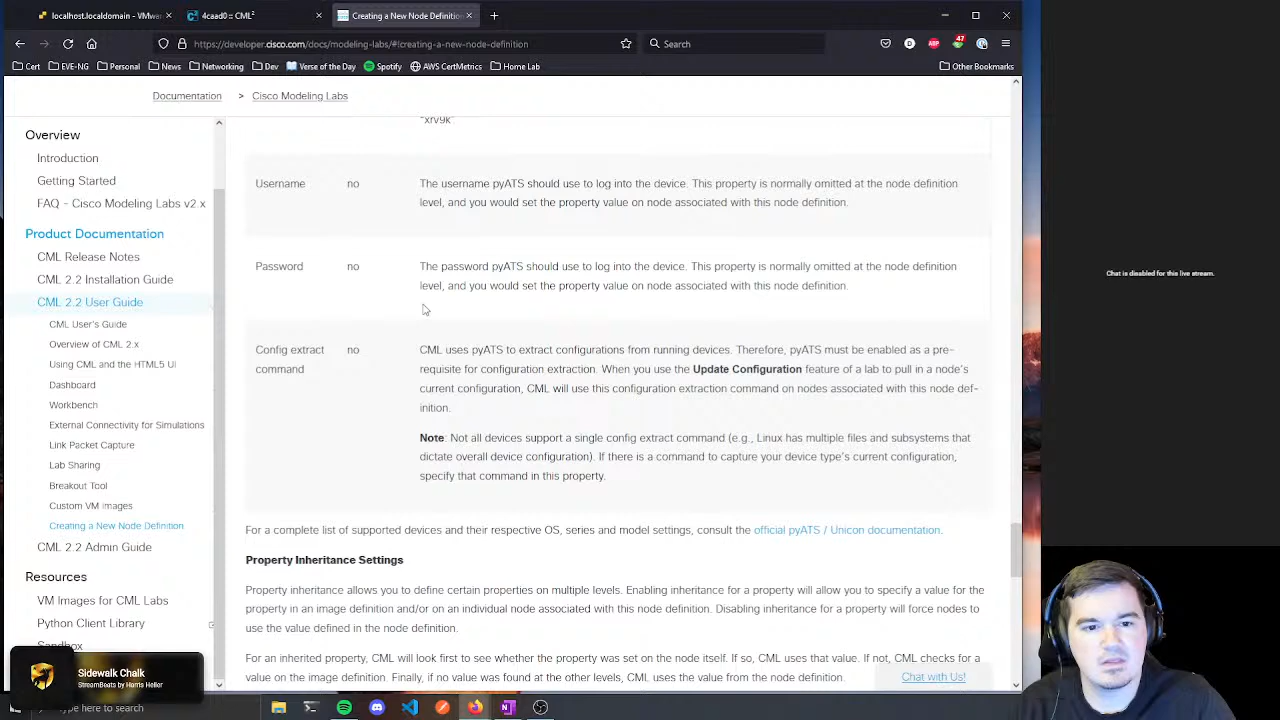 localhost.localdomain - VMwar
4caad0:: CML²
Creating a New Node Definition
https://developer.cisco.com/docs/modeling-labs/#!creating-a-new-node-definition
Search
47
Cert
EVE-NG
Personal
News
Networking
Dev
Verse of the Day
Spotify
AWS CertMetrics
Home Lab
Other Bookmarks
Documentation > Cisco Modeling Labs
Overview
Introduction
Getting Started
FAQ - Cisco Modeling Labs v2.x
Product Documentation
CML Release Notes
CML 2.2 Installation Guide
CML 2.2 User Guide
CML User's Guide
Overview of CML 2.x
Using CML and the HTML5 UI
Dashboard
Workbench
External Connectivity for Simulations
Link Packet Capture
Lab Sharing
Breakout Tool
Custom VM Images
Creating a New Node Definition
CML 2.2 Admin Guide
Resources
VM Images for CML Labs
Python Client Library
Sandbox
"xrv9k"
Username no The username pyATS should use to log into the device. This property is normally omitted at the node definition
level, and you would set the property value on node associated with this node definition.
Password no The password pyATS should use to log into the device. This property is normally omitted at the node definition
level, and you would set the property value on node associated with this node definition.
Config extract no CML uses pyATS to extract configurations from running devices. Therefore, pyATS must be enabled as a pre-
command requisite for configuration extraction. When you use the Update Configuration feature of a lab to pull in a node's
current configuration, CML will use this configuration extraction command on nodes associated with this node def-
inition.
Note: Not all devices support a single config extract command (e.g., Linux has multiple files and subsystems that
dictate overall device configuration). If there is a command to capture your device type's current configuration,
specify that command in this property.
For a complete list of supported devices and their respective OS, series and model settings, consult the official pyATS / Unicon documentation.
Property Inheritance Settings
Property inheritance allows you to define certain properties on multiple levels. Enabling inheritance for a property will allow you to specify a value for the
property in an image definition and/or on an individual node associated with this node definition. Disabling inheritance for a property will force nodes to
use the value defined in the node definition.
For an inherited property, CML will look first to see whether the property was set on the node itself. If so, CML uses that value. If not, CML checks for a
value on the image definition. Finally, if no value was found at the other levels, CML uses the value from the node definition.
Chat with Us!
Chat is disabled for this live stream.
Sidewalk Chalk
StreamBeats by Harris Heller
here to search